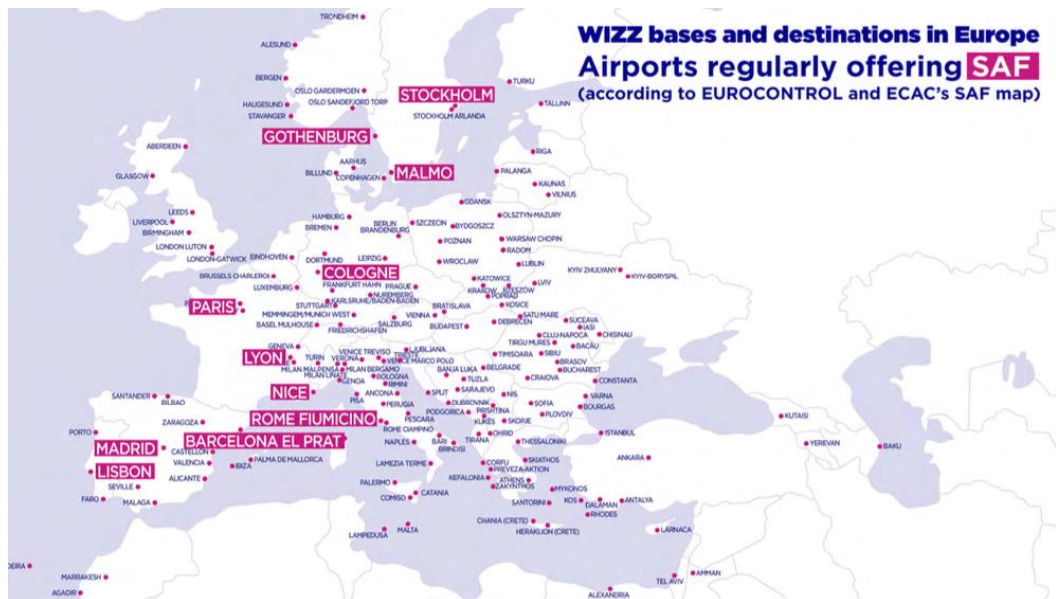 WIZZ bases and destinations in Europe
Airports regularly offering SAF
(according to EUROCONTROL and ECAC's SAF map)
TRONDHEIM
ALESUND
BERGEN
OSLO GARDERMOEN
OSLO SANDEFJORD TORP
HAUGESUND
STAVANGER
STOCKHOLM
STOCKHOLM ARLANDA
TURKU
TALLINN
GOTHENBURG
RIGA
ABERDEEN
AARHUS
BILLUND
COPENHAGEN
MALMO
PALANGA
GLASGOW
KAUNAS
VILNIUS
GDANSK
LEEDS
LIVERPOOL
BIRMINGHAM
HAMBURG
BREMEN
BERLIN
BRANDENBURG
SZCZECIN
BYDGOSZCZ
OLSZTYN-MAZURY
LONDON LUTON
LONDON-GATWICK
EINDHOVEN
DORTMUND
LEIPZIG
POZNAN
WARSAW CHOPIN
RADOM
BRUSSELS CHARLEROI
COLOGNE
WROCLAW
LUBLIN
KYIV ZHULYANY
KYIV-BORYSPIL
LUXEMBURG
FRANKFURT HAHN
PRAGUE
NUREMBERG
KATOWICE
KRAKOW
RZESZÓW
LVIV
POPRAD
PARIS
STUTTGART
KARLSRUHE/BADEN-BADEN
KOSICE
MEMMINGEM/MUNICH WEST
VIENNA
BRATISLAVA
SATU MARE
SUCEAVA
BASEL MULHOUSE
FRIEDRICHSHAFEN
SALZBURG
BUDAPEST
DEBRECEN
IASI
CHISINAU
CLUJ-NAPOCA
TIRGU MURES
BACĂU
GENEVA
LYON
TURIN
VERONA
VENICE TREVISO
TRIESTE
LJUBLJANA
VENICE MARCO POLO
TIMISOARA
SIBIU
BRASOV
MILAN MALPENSA
MILAN LINATE
MILAN BERGAMO
BOLOGNA
GENOA
RIMINI
BANJA LUKA
BELGRADE
BUCHAREST
TUZLA
CRAIOVA
CONSTANTA
NICE
PISA
ANCONA
PERUGIA
SPLIT
SARAJEVO
NIS
VARNA
SANTANDER
BILBAO
DUBROVNIK
SOFIA
BOURGAS
PODGORICA
PRISHTINA
PLOVDIV
PESCARA
KUKES
SKOPJE
KUTAISI
ZARAGOZA
ROME FIUMICINO
ROME CIAMPINO
PORTO
BARCELONA EL PRAT
NAPLES
BARI
BRINDISI
TIRANA
OHRID
THESSALONIKI
ISTANBUL
YEREVAN
BAKU
MADRID
CASTELLON
VALENCIA
IBIZA
PALMA DE MALLORCA
LAMEZIA TERME
CORFU
SKIATHOS
ANKARA
PREVEZA-AKTION
LISBON
SEVILLE
ALICANTE
PALERMO
KEFALONIA
ATHENS
ZAKYNTHOS
MYKONOS
FARO
MALAGA
COMISO
CATANIA
SANTORINI
KOS
DALAMAN
ANTALYA
RHODES
LAMPEDUSA
MALTA
CHANIA (CRETE)
HERAKLION (CRETE)
LARNACA
EIRA
MARRAKESH
AGADIR
TEL AVIV
AMMAN
ALEXANDRIA